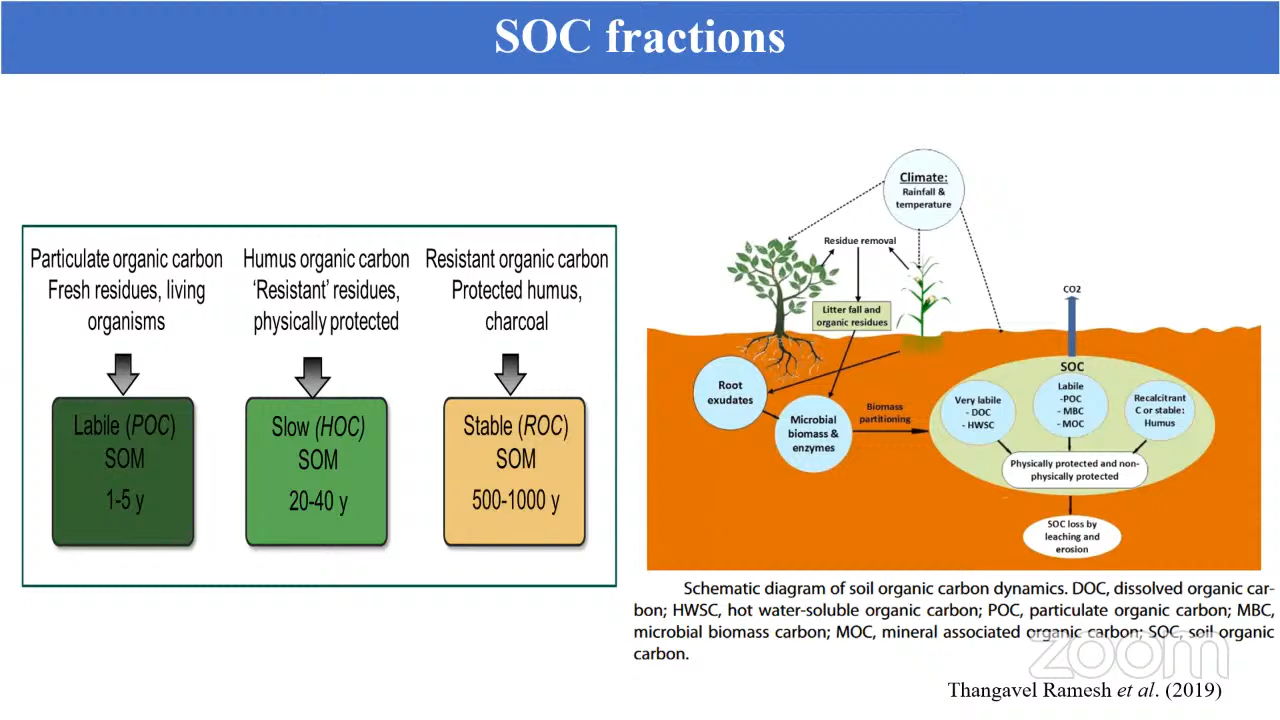 SOC fractions
Particulate organic carbon
Fresh residues, living
organisms
Humus organic carbon
‘Resistant’ residues,
physically protected
Resistant organic carbon
Protected humus,
charcoal
Labile (POC)
SOM
1-5 y
Slow (HOC)
SOM
20-40 y
Stable (ROC)
SOM
500-1000 y
Climate:
Rainfall &
temperature
Residue removal
Litter fall and
organic residues
CO2
Root
exudates
Microbial
biomass &
enzymes
Biomass
partitioning
SOC
Very labile
- DOC
- HWSC
Labile
-POC
- MBC
- MOC
Recalcitrant
C or stable:
Humus
Physically protected and non-
physically protected
SOC loss by
leaching and
erosion
Schematic diagram of soil organic carbon dynamics. DOC, dissolved organic car-
bon; HWSC, hot water-soluble organic carbon; POC, particulate organic carbon; MBC,
microbial biomass carbon; MOC, mineral associated organic carbon; SOC, soil organic
carbon.
zoom
Thangavel Ramesh et al. (2019)